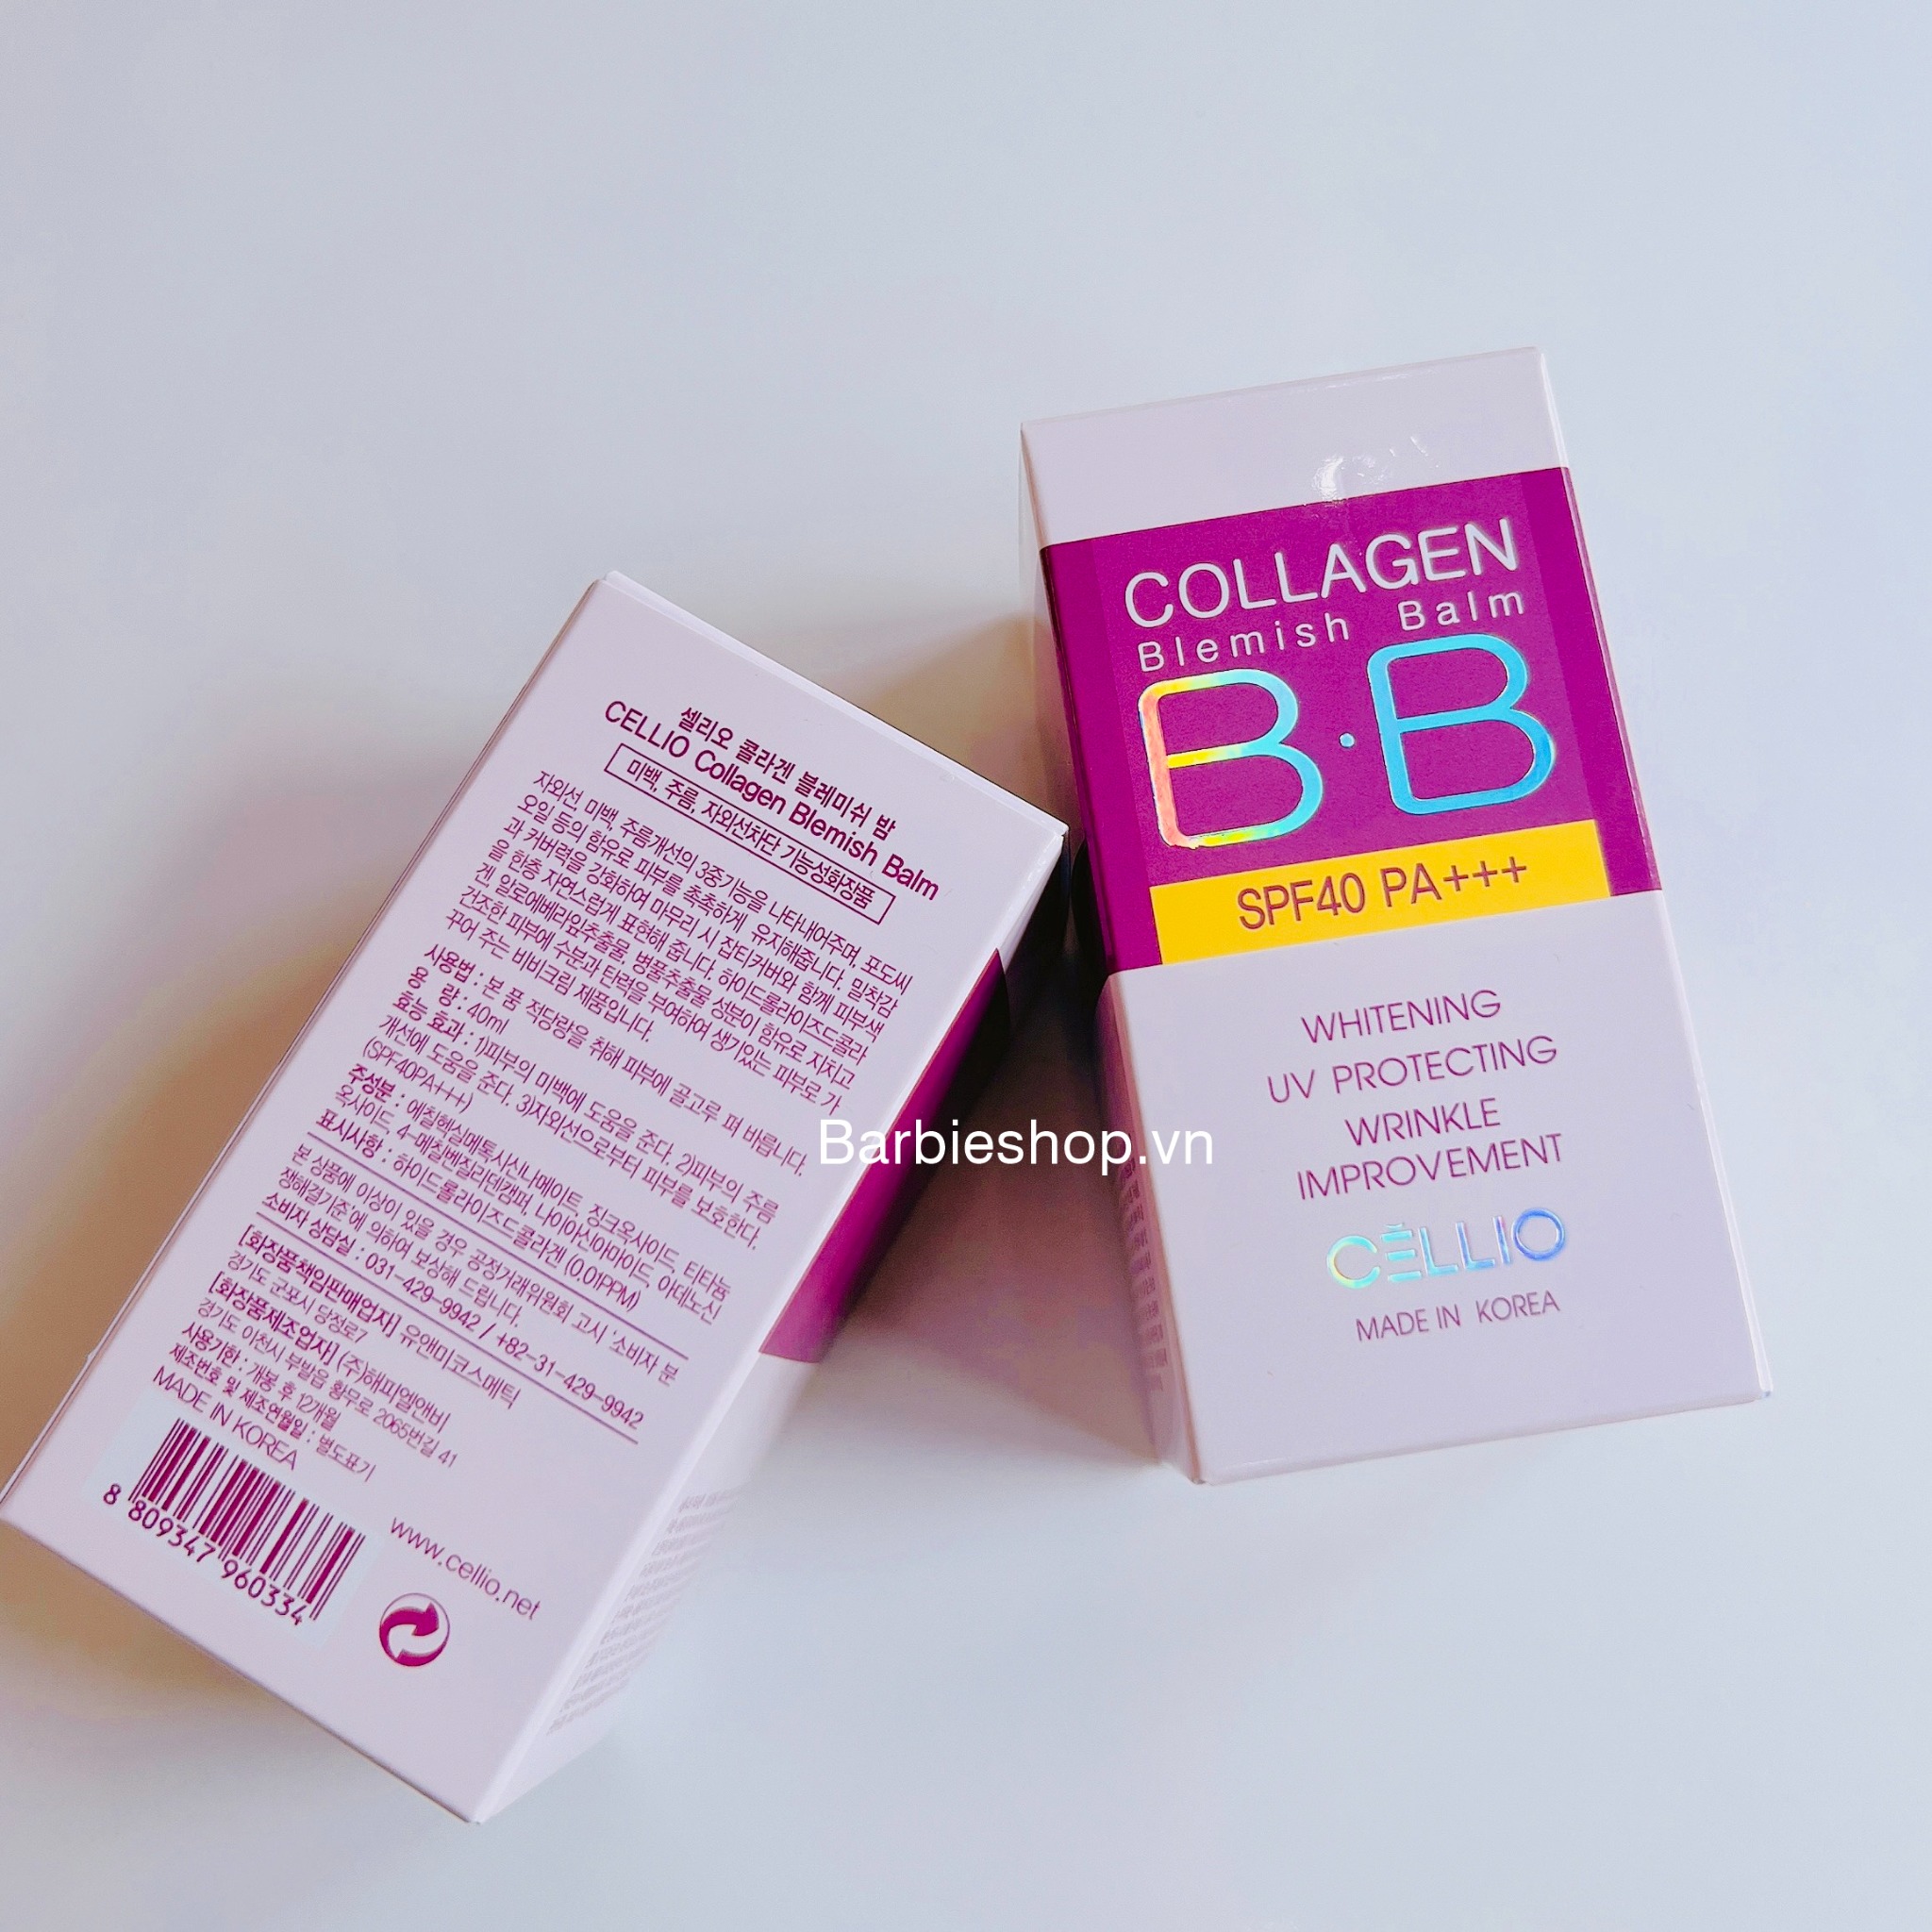 셀리오 콜라겐 블레미쉬 밤
CELLIO Collagen Blemish Balm
미백, 주름, 자외선차단 기능성화장품
자외선 미백, 주름개선의 3중기능을 나타내어주며, 포도씨
오일 등의 함유로 피부를 촉촉하게 유지해줍니다. 밀착감
과 커버력을 강화하여 마무리 시 잡티커버와 함께 피부색
을 한층 자연스럽게 표현해 줍니다. 하이드롤라이즈드콜라
겐 알로에베라잎추출물, 병풀추출물 성분이 함유로 지치고
건조한 피부에 수분과 탄력을 부여하여 생기있는 피부로 가
꾸어 주는 비비크림 제품입니다.
사용법 : 본 품 적당량을 취해 피부에 골고루 펴 바릅니다.
용 량 : 40ml
효능 효과 : 1)피부의 미백에 도움을 준다. 2)피부의 주름
개선에 도움을 준다. 3)자외선으로부터 피부를 보호한다.
(SPF40PA+++)
주성분 : 에칠헥실메톡시신나메이트, 징크옥사이드, 티타늄
옥사이드, 4-메칠벤질리덴캠퍼, 나이아신아마이드, 아데노신
표시사항 : 하이드롤라이즈드콜라겐 (0.01PPM)
본 상품에 이상이 있을 경우 공정거래위원회 고시 '소비자 분
쟁해결기준'에 의하여 보상해 드립니다.
소비자 상담실 : 031-429-9942 / +82-31-429-9942
[화장품책임판매업자] 유앤미코스메틱
경기도 군포시 당정로7
[화장품제조업자] (주)해피엘앤비
경기도 이천시 부발읍 황무로 2065번길 41
사용기한 : 개봉 후 12개월
제조번호 및 제조연월일 : 별도표기
MADE IN KOREA
8 809347 960334
www.cellio.net
COLLAGEN
Blemish Balm
B·B
SPF40 PA+++
WHITENING
UV PROTECTING
WRINKLE
IMPROVEMENT
CELLIO
MADE IN KOREA
Barbieshop.vn